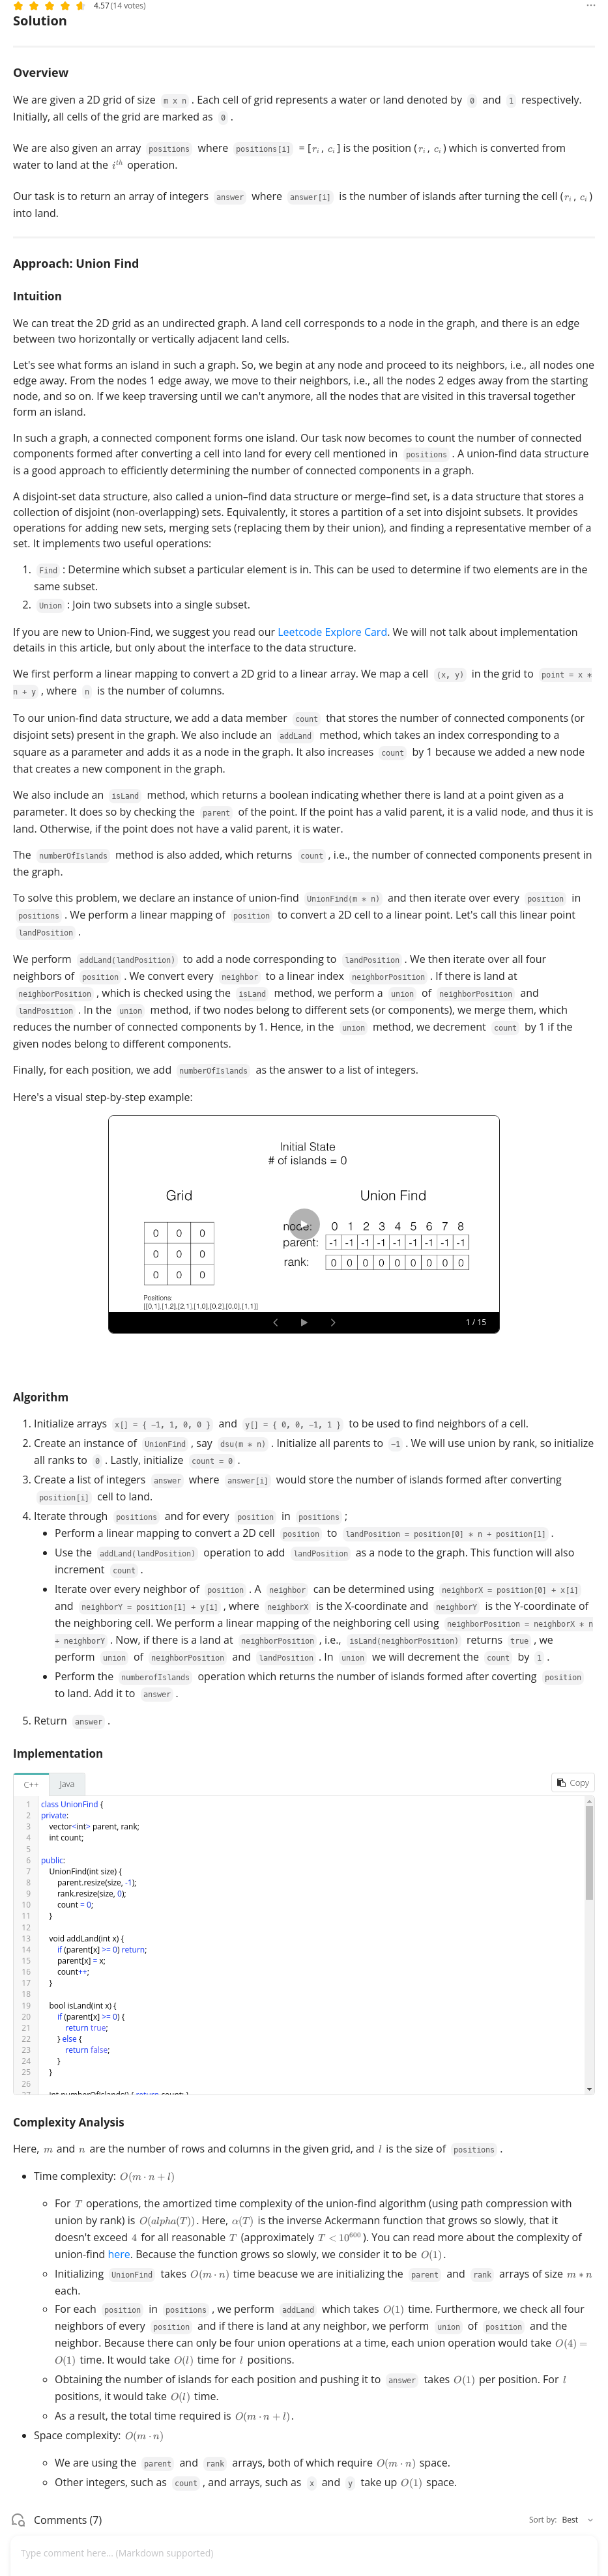 4.57 (14 votes)
Solution
Overview
We are given a 2D grid of size m x n . Each cell of grid represents a water or land denoted by 0 and 1 respectively.
Initially, all cells of the grid are marked as 0 .
We are also given an array positions where positions[i] = [r_i, c_i] is the position (r_i, c_i) which is converted from
water to land at the i^th operation.
Our task is to return an array of integers answer where answer[i] is the number of islands after turning the cell (r_i, c_i)
into land.
Approach: Union Find
Intuition
We can treat the 2D grid as an undirected graph. A land cell corresponds to a node in the graph, and there is an edge
between two horizontally or vertically adjacent land cells.
Let's see what forms an island in such a graph. So, we begin at any node and proceed to its neighbors, i.e., all nodes one
edge away. From the nodes 1 edge away, we move to their neighbors, i.e., all the nodes 2 edges away from the starting
node, and so on. If we keep traversing until we can't anymore, all the nodes that are visited in this traversal together
form an island.
In such a graph, a connected component forms one island. Our task now becomes to count the number of connected
components formed after converting a cell into land for every cell mentioned in positions . A union-find data structure
is a good approach to efficiently determining the number of connected components in a graph.
A disjoint-set data structure, also called a union–find data structure or merge–find set, is a data structure that stores a
collection of disjoint (non-overlapping) sets. Equivalently, it stores a partition of a set into disjoint subsets. It provides
operations for adding new sets, merging sets (replacing them by their union), and finding a representative member of a
set. It implements two useful operations:
1. Find : Determine which subset a particular element is in. This can be used to determine if two elements are in the
same subset.
2. Union : Join two subsets into a single subset.
If you are new to Union-Find, we suggest you read our Leetcode Explore Card. We will not talk about implementation
details in this article, but only about the interface to the data structure.
We first perform a linear mapping to convert a 2D grid to a linear array. We map a cell (x, y) in the grid to point = x *
n + y , where n is the number of columns.
To our union-find data structure, we add a data member count that stores the number of connected components (or
disjoint sets) present in the graph. We also include an addLand method, which takes an index corresponding to a
square as a parameter and adds it as a node in the graph. It also increases count by 1 because we added a new node
that creates a new component in the graph.
We also include an isLand method, which returns a boolean indicating whether there is land at a point given as a
parameter. It does so by checking the parent of the point. If the point has a valid parent, it is a valid node, and thus it is
land. Otherwise, if the point does not have a valid parent, it is water.
The numberOfIslands method is also added, which returns count , i.e., the number of connected components present in
the graph.
To solve this problem, we declare an instance of union-find UnionFind(m * n) and then iterate over every position in
positions . We perform a linear mapping of position to convert a 2D cell to a linear point. Let's call this linear point
landPosition .
We perform addLand(landPosition) to add a node corresponding to landPosition . We then iterate over all four
neighbors of position . We convert every neighbor to a linear index neighborPosition . If there is land at
neighborPosition , which is checked using the isLand method, we perform a union of neighborPosition and
landPosition . In the union method, if two nodes belong to different sets (or components), we merge them, which
reduces the number of connected components by 1. Hence, in the union method, we decrement count by 1 if the
given nodes belong to different components.
Finally, for each position, we add numberOfIslands as the answer to a list of integers.
Here's a visual step-by-step example:
Initial State
# of islands = 0
Grid Union Find
node: 0 1 2 3 4 5 6 7 8
0 0 0 parent: -1 -1 -1 -1 -1 -1 -1 -1 -1
0 0 0 rank: 0 0 0 0 0 0 0 0 0
0 0 0
Positions:
[[0,1],[1,2],[2,1],[1,0],[0,2],[0,0],[1,1]]
1 / 15
Algorithm
1. Initialize arrays x[] = { −1, 1, 0, 0 } and y[] = { 0, 0, −1, 1 } to be used to find neighbors of a cell.
2. Create an instance of UnionFind , say dsu(m * n) . Initialize all parents to −1 . We will use union by rank, so initialize
all ranks to 0 . Lastly, initialize count = 0 .
3. Create a list of integers answer where answer[i] would store the number of islands formed after converting
position[i] cell to land.
4. Iterate through positions and for every position in positions ;
• Perform a linear mapping to convert a 2D cell position to landPosition = position[0] * n + position[1] .
• Use the addLand(landPosition) operation to add landPosition as a node to the graph. This function will also
increment count .
• Iterate over every neighbor of position . A neighbor can be determined using neighborX = position[0] + x[i]
and neighborY = position[1] + y[i] , where neighborX is the X-coordinate and neighborY is the Y-coordinate of
the neighboring cell. We perform a linear mapping of the neighboring cell using neighborPosition = neighborX * n
+ neighborY . Now, if there is a land at neighborPosition , i.e., isLand(neighborPosition) returns true , we
perform union of neighborPosition and landPosition . In union we will decrement the count by 1 .
• Perform the numberofIslands operation which returns the number of islands formed after coverting position
to land. Add it to answer .
5. Return answer .
Implementation
C++ Java Copy
1 class UnionFind {
2 private:
3 vector<int> parent, rank;
4 int count;
5
6 public:
7 UnionFind(int size) {
8 parent.resize(size, -1);
9 rank.resize(size, 0);
10 count = 0;
11 }
12
13 void addLand(int x) {
14 if (parent[x] >= 0) return;
15 parent[x] = x;
16 count++;
17 }
18
19 bool isLand(int x) {
20 if (parent[x] >= 0) {
21 return true;
22 } else {
23 return false;
24 }
25 }
26
27 int numberOfIslands() { return count; }
Complexity Analysis
Here, m and n are the number of rows and columns in the given grid, and l is the size of positions .
• Time complexity: O(m · n + l)
◦ For T operations, the amortized time complexity of the union-find algorithm (using path compression with
union by rank) is O(alpha(T)). Here, α(T) is the inverse Ackermann function that grows so slowly, that it
doesn't exceed 4 for all reasonable T (approximately T < 10^600). You can read more about the complexity of
union-find here. Because the function grows so slowly, we consider it to be O(1).
◦ Initializing UnionFind takes O(m · n) time beacuse we are initializing the parent and rank arrays of size m * n
each.
◦ For each position in positions , we perform addLand which takes O(1) time. Furthermore, we check all four
neighbors of every position and if there is land at any neighbor, we perform union of position and the
neighbor. Because there can only be four union operations at a time, each union operation would take O(4) =
O(1) time. It would take O(l) time for l positions.
◦ Obtaining the number of islands for each position and pushing it to answer takes O(1) per position. For l
positions, it would take O(l) time.
◦ As a result, the total time required is O(m · n + l).
• Space complexity: O(m · n)
◦ We are using the parent and rank arrays, both of which require O(m · n) space.
◦ Other integers, such as count , and arrays, such as x and y take up O(1) space.
Comments (7) Sort by: Best
Type comment here... (Markdown supported)